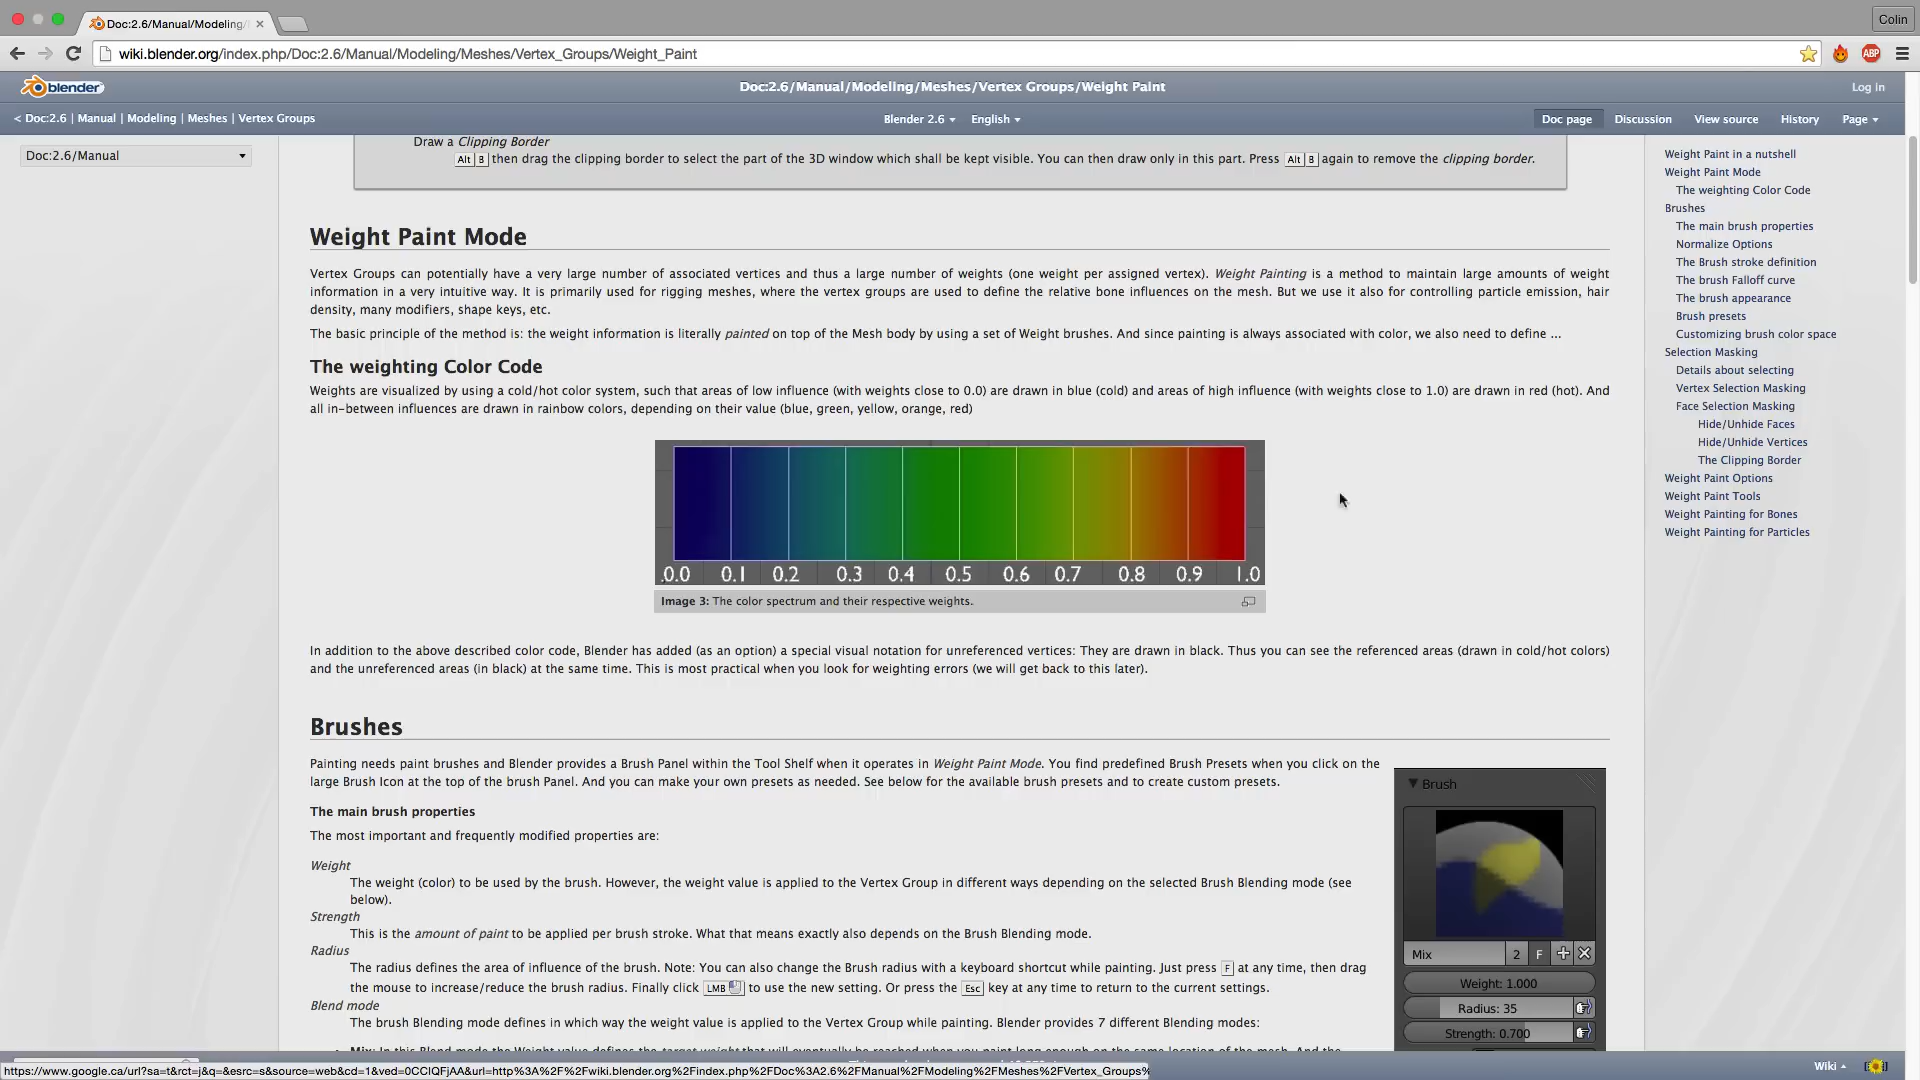 Doc:2.6/Manual/Modeling/
Colin
wiki.blender.org/index.php/Doc:2.6/Manual/Modeling/Meshes/Vertex_Groups/Weight_Paint
ABP
blender
Doc:2.6/Manual/Modeling/Meshes/Vertex Groups/Weight Paint
Log in
< Doc:2.6 | Manual | Modeling | Meshes | Vertex Groups
Blender 2.6
English
Doc page
Discussion
View source
History
Page
Doc:2.6/Manual
Draw a Clipping Border
Alt B then drag the clipping border to select the part of the 3D window which shall be kept visible. You can then draw only in this part. Press Alt B again to remove the clipping border.
Weight Paint Mode
Vertex Groups can potentially have a very large number of associated vertices and thus a large number of weights (one weight per assigned vertex). Weight Painting is a method to maintain large amounts of weight
information in a very intuitive way. It is primarily used for rigging meshes, where the vertex groups are used to define the relative bone influences on the mesh. But we use it also for controlling particle emission, hair
density, many modifiers, shape keys, etc.
The basic principle of the method is: the weight information is literally painted on top of the Mesh body by using a set of Weight brushes. And since painting is always associated with color, we also need to define ...
The weighting Color Code
Weights are visualized by using a cold/hot color system, such that areas of low influence (with weights close to 0.0) are drawn in blue (cold) and areas of high influence (with weights close to 1.0) are drawn in red (hot). And
all in-between influences are drawn in rainbow colors, depending on their value (blue, green, yellow, orange, red)
0.0 0.1 0.2 0.3 0.4 0.5 0.6 0.7 0.8 0.9 1.0
Image 3: The color spectrum and their respective weights.
In addition to the above described color code, Blender has added (as an option) a special visual notation for unreferenced vertices: They are drawn in black. Thus you can see the referenced areas (drawn in cold/hot colors)
and the unreferenced areas (in black) at the same time. This is most practical when you look for weighting errors (we will get back to this later).
Brushes
Painting needs paint brushes and Blender provides a Brush Panel within the Tool Shelf when it operates in Weight Paint Mode. You find predefined Brush Presets when you click on the
large Brush Icon at the top of the brush Panel. And you can make your own presets as needed. See below for the available brush presets and to create custom presets.
The main brush properties
The most important and frequently modified properties are:
Weight
The weight (color) to be used by the brush. However, the weight value is applied to the Vertex Group in different ways depending on the selected Brush Blending mode (see
below).
Strength
This is the amount of paint to be applied per brush stroke. What that means exactly also depends on the Brush Blending mode.
Radius
The radius defines the area of influence of the brush. Note: You can also change the Brush radius with a keyboard shortcut while painting. Just press F at any time, then drag
the mouse to increase/reduce the brush radius. Finally click LMB to use the new setting. Or press the Esc key at any time to return to the current settings.
Blend mode
The brush Blending mode defines in which way the weight value is applied to the Vertex Group while painting. Blender provides 7 different Blending modes:
Mix: In this Blend mode the Weight value defines the target weight that will eventually be reached when you paint long enough on the same location of the mesh. And the
Brush
Mix 2 F
Weight: 1.000
Radius: 35
Strength: 0.700
Weight Paint in a nutshell
Weight Paint Mode
The weighting Color Code
Brushes
The main brush properties
Normalize Options
The Brush stroke definition
The brush Falloff curve
The brush appearance
Brush presets
Customizing brush color space
Selection Masking
Details about selecting
Vertex Selection Masking
Face Selection Masking
Hide/Unhide Faces
Hide/Unhide Vertices
The Clipping Border
Weight Paint Options
Weight Paint Tools
Weight Painting for Bones
Weight Painting for Particles
Wiki
https://www.google.ca/url?sa=t&rct=j&q=&esrc=s&source=web&cd=1&ved=0CCIQFjAA&url=http%3A%2F%2Fwiki.blender.org%2Findex.php%2FDoc%3A2.6%2FManual%2FModeling%2FMeshes%2FVertex_Groups%